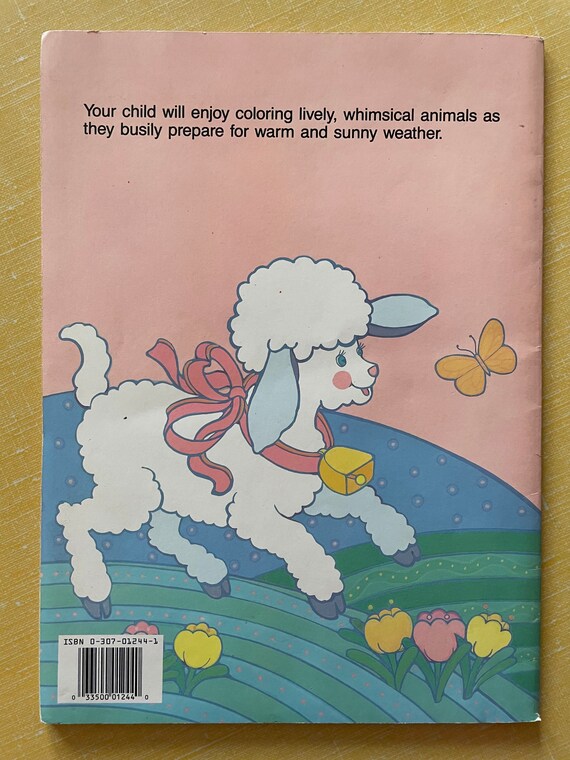 Your child will enjoy coloring lively, whimsical animals as
they busily prepare for warm and sunny weather.
ISBN 0-307-01244-1
0 33500 01244 0